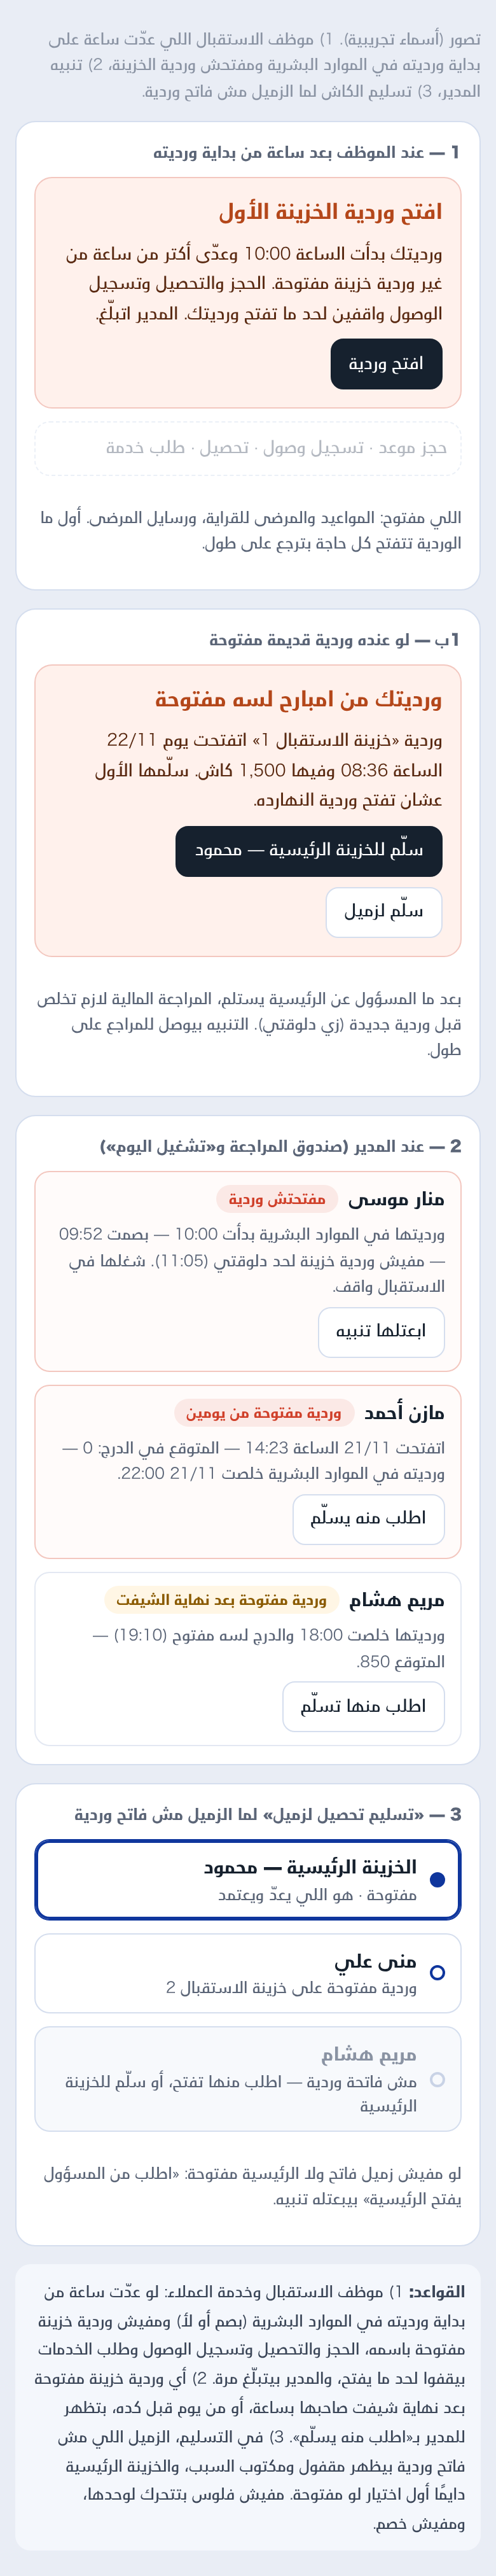 تصور (أسماء تجريبية). 1) موظف الاستقبال اللي عدّت ساعة على
بداية ورديته في الموارد البشرية ومفتحش وردية الخزينة، 2) تنبيه
المدير، 3) تسليم الكاش لما الزميل مش فاتح وردية.
1 — عند الموظف بعد ساعة من بداية ورديته
افتح وردية الخزينة الأول
ورديتك بدأت الساعة 10:00 وعدّى أكتر من ساعة من
غير وردية خزينة مفتوحة. الحجز والتحصيل وتسجيل
الوصول واقفين لحد ما تفتح ورديتك. المدير اتبلّغ.
افتح وردية
حجز موعد · تسجيل وصول · تحصيل · طلب خدمة
اللي مفتوح: المواعيد والمرضى للقراية، ورسايل المرضى. أول ما
الوردية تتفتح كل حاجة بترجع على طول.
1ب — لو عنده وردية قديمة مفتوحة
ورديتك من امبارح لسه مفتوحة
وردية «خزينة الاستقبال 1» اتفتحت يوم 22/11
الساعة 08:36 وفيها 1,500 كاش. سلّمها الأول
عشان تفتح وردية النهارده.
سلّم للخزينة الرئيسية — محمود
سلّم لزميل
بعد ما المسؤول عن الرئيسية يستلم، المراجعة المالية لازم تخلص
قبل وردية جديدة (زي دلوقتي). التنبيه بيوصل للمراجع على
طول.
2 — عند المدير (صندوق المراجعة و«تشغيل اليوم»)
منار موسى مفتحتش وردية
ورديتها في الموارد البشرية بدأت 10:00 — بصمت 09:52
— مفيش وردية خزينة لحد دلوقتي (11:05). شغلها في
الاستقبال واقف.
ابعتلها تنبيه
مازن أحمد وردية مفتوحة من يومين
اتفتحت 21/11 الساعة 14:23 — المتوقع في الدرج: 0 —
ورديته في الموارد البشرية خلصت 21/11 22:00.
اطلب منه يسلّم
مريم هشام وردية مفتوحة بعد نهاية الشيفت
ورديتها خلصت 18:00 والدرج لسه مفتوح (19:10) —
المتوقع 850.
اطلب منها تسلّم
3 — «تسليم تحصيل لزميل» لما الزميل مش فاتح وردية
الخزينة الرئيسية — محمود
مفتوحة · هو اللي يعدّ ويعتمد
منى علي
وردية مفتوحة على خزينة الاستقبال 2
مريم هشام
مش فاتحة وردية — اطلب منها تفتح، أو سلّم للخزينة
الرئيسية
لو مفيش زميل فاتح ولا الرئيسية مفتوحة: «اطلب من المسؤول
يفتح الرئيسية» بيبعتله تنبيه.
القواعد: 1) موظف الاستقبال وخدمة العملاء: لو عدّت ساعة من
بداية ورديته في الموارد البشرية (بصم أو لأ) ومفيش وردية خزينة
مفتوحة باسمه، الحجز والتحصيل وتسجيل الوصول وطلب الخدمات
بيقفوا لحد ما يفتح، والمدير بيتبلّغ مرة. 2) أي وردية خزينة مفتوحة
بعد نهاية شيفت صاحبها بساعة، أو من يوم قبل كده، بتظهر
للمدير بـ«اطلب منه يسلّم». 3) في التسليم، الزميل اللي مش
فاتح وردية بيظهر مقفول ومكتوب السبب، والخزينة الرئيسية
دايمًا أول اختيار لو مفتوحة. مفيش فلوس بتتحرك لوحدها،
ومفيش خصم.